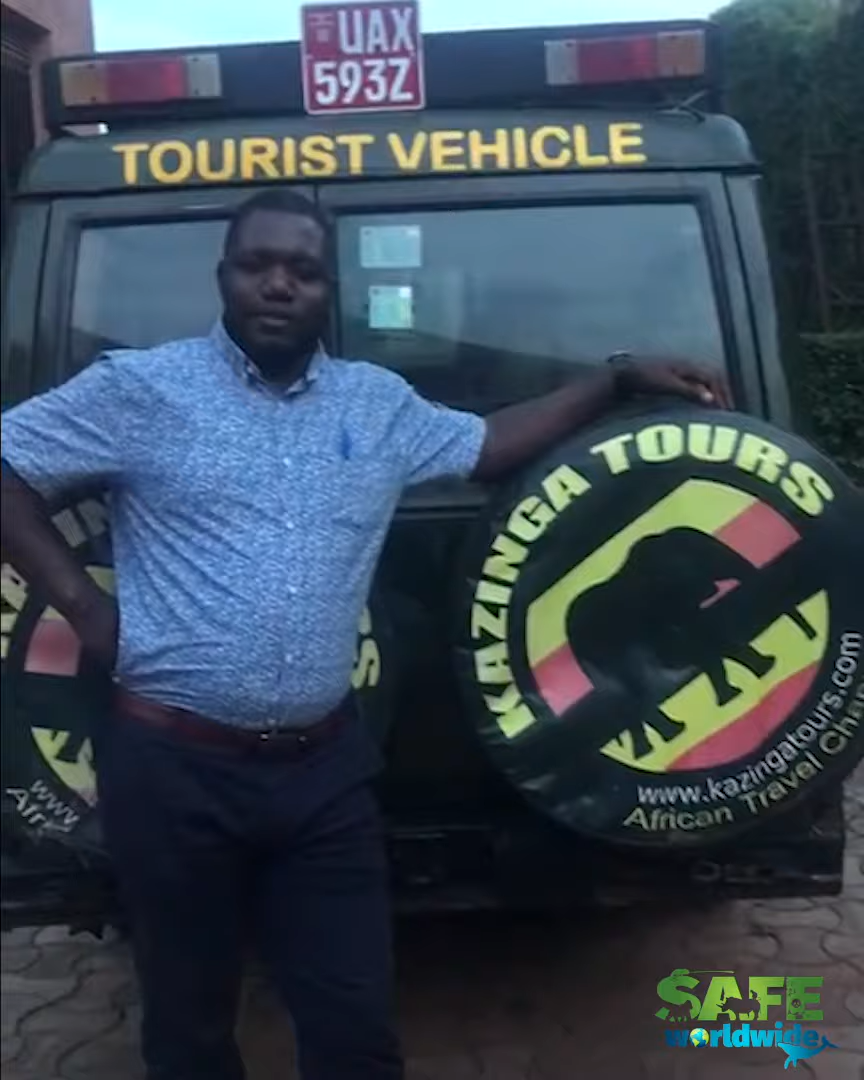 UAX
593Z
TOURIST VEHICLE
KAZINGA TOURS
www.kazingatours.com
African Travel
SAFE
worldwide